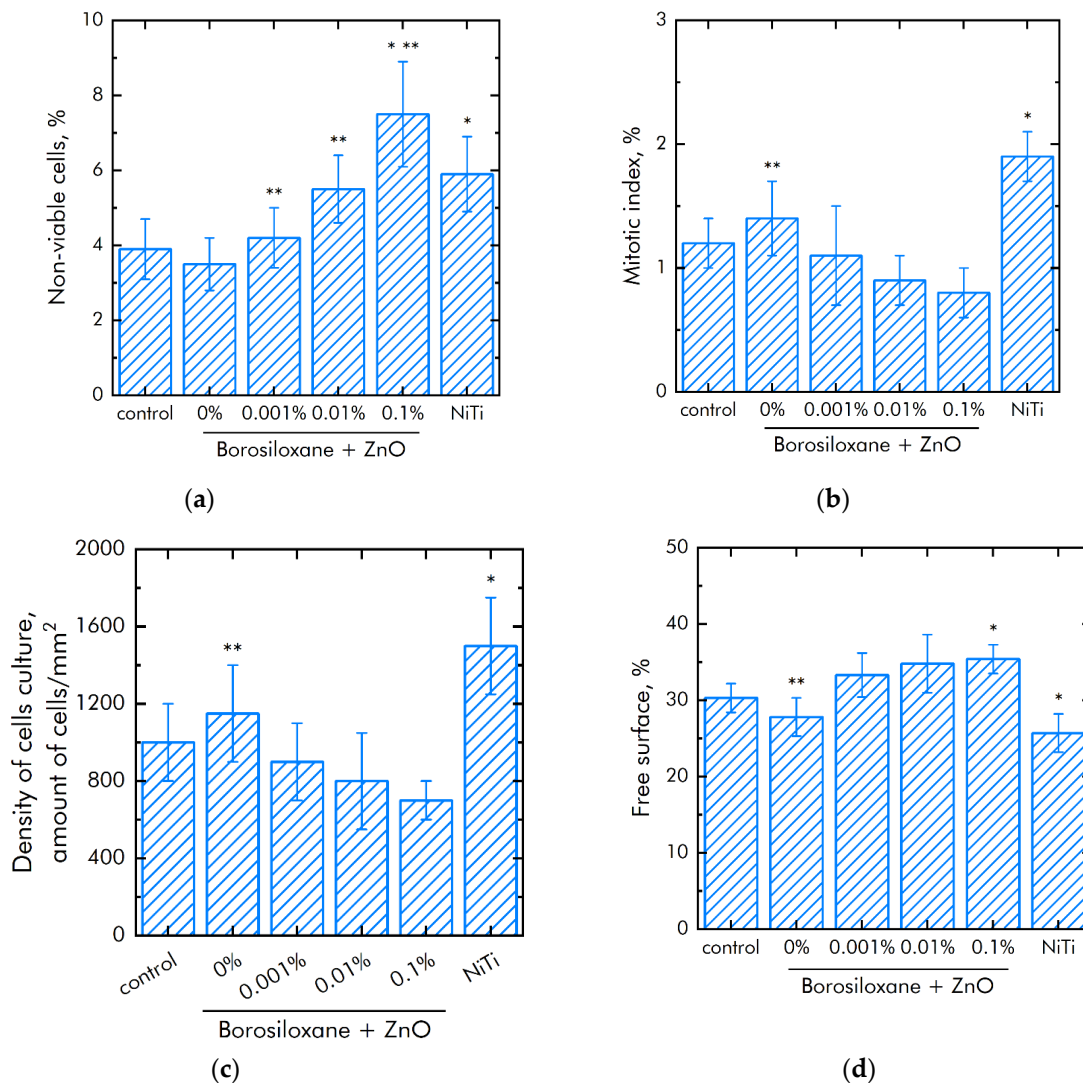 10
8
6
4
2
0
Non-viable cells, %
**
**
* **
*
control 0% 0.001% 0.01% 0.1% NiTi
Borosiloxane + ZnO
(a)
3
2
1
0
Mitotic index, %
**
*
control 0% 0.001% 0.01% 0.1% NiTi
Borosiloxane + ZnO
(b)
2000
1600
1200
800
400
0
Density of cells culture,
amount of cells/mm²
**
*
control 0% 0.001% 0.01% 0.1% NiTi
Borosiloxane + ZnO
(c)
50
40
30
20
10
0
Free surface, %
**
*
*
control 0% 0.001% 0.01% 0.1% NiTi
Borosiloxane + ZnO
(d)